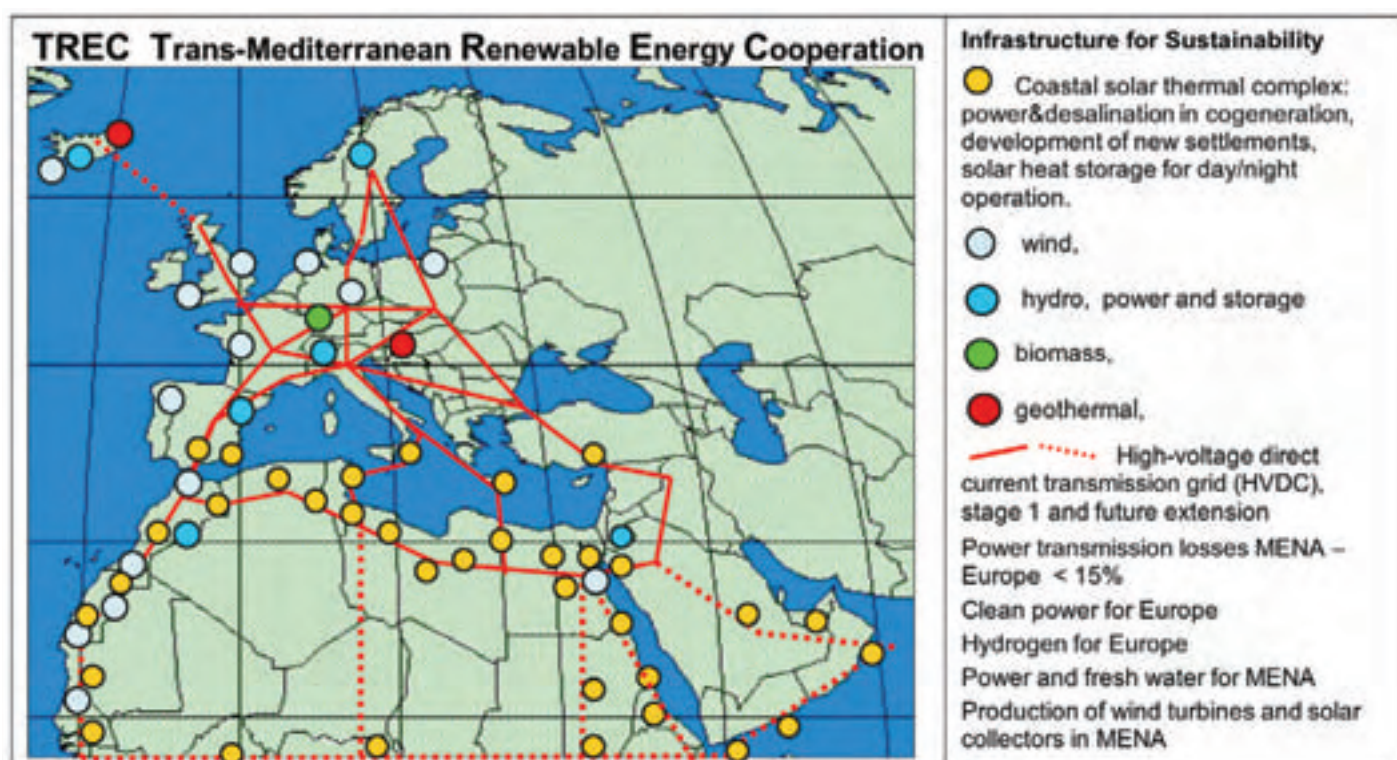 TREC Trans-Mediterranean Renewable Energy Cooperation
Infrastructure for Sustainability
Coastal solar thermal complex:
power&desalination in cogeneration,
development of new settlements,
solar heat storage for day/night
operation.
wind,
hydro, power and storage
biomass,
geothermal,
High-voltage direct
current transmission grid (HVDC),
stage 1 and future extension
Power transmission losses MENA –
Europe < 15%
Clean power for Europe
Hydrogen for Europe
Power and fresh water for MENA
Production of wind turbines and solar
collectors in MENA